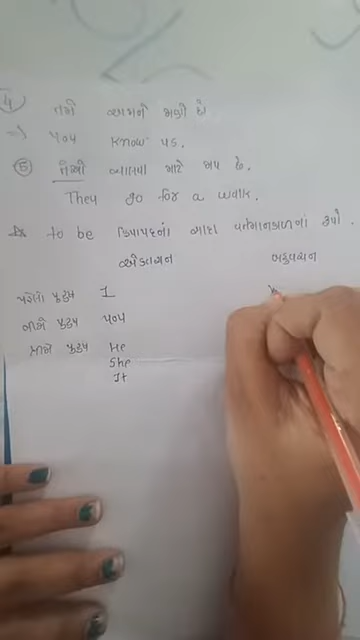 ④ તમે અમને જાણો છો
⇒ You know us.
⑤ તેઓ ચાલવા માટે જાય છે.
They go for a walk.
* to be ક્રિયાપદનાં સાદા વર્તમાનકાળનાં રૂપો.
એકવચન બહુવચન
પહેલો પુરુષ I
બીજો પુરુષ You
ત્રીજો પુરુષ He
She
It